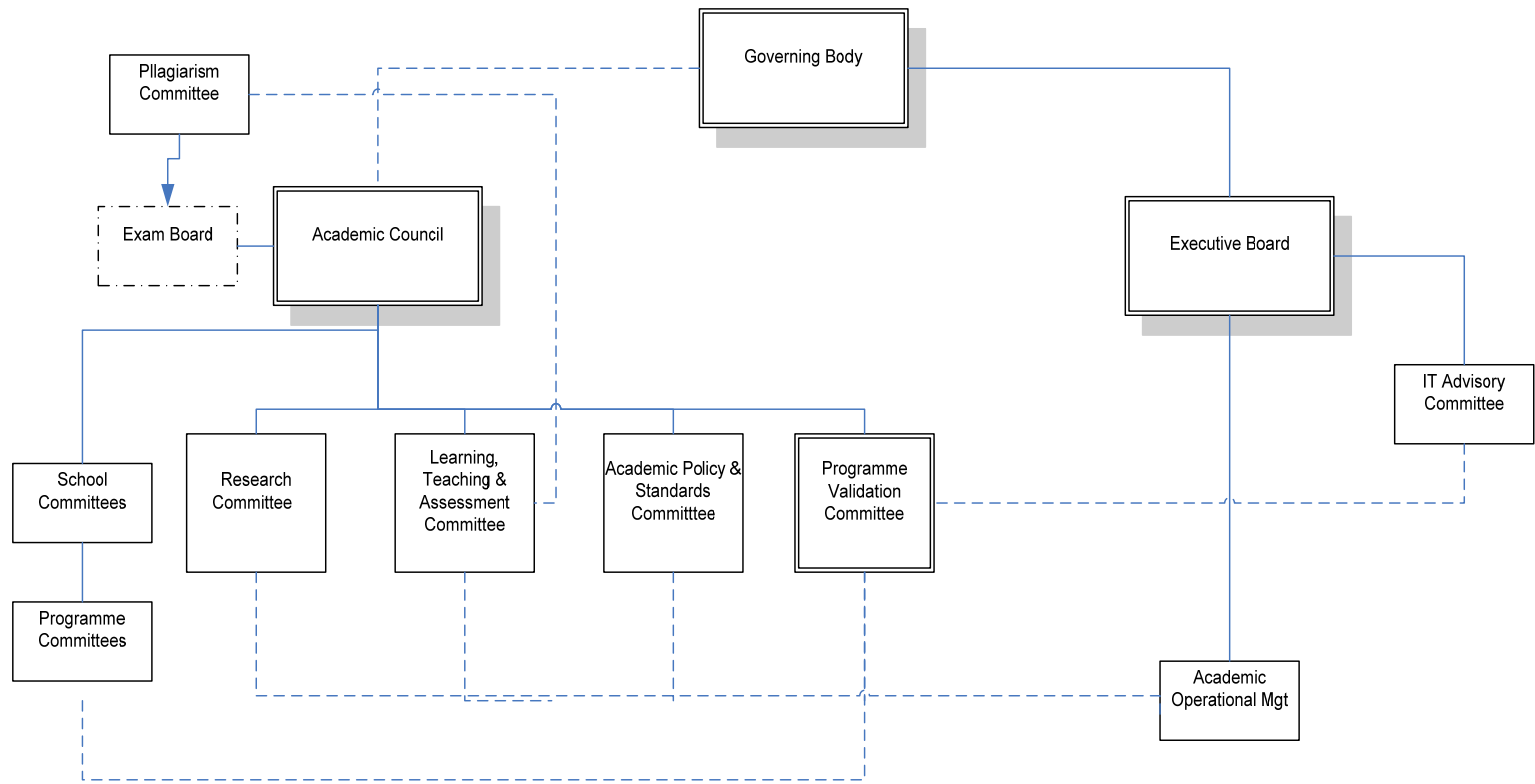 Governing Body
Pllagiarism
Committee
Exam Board
Academic Council
Executive Board
IT Advisory
Committee
School
Committees
Research
Committee
Learning,
Teaching &
Assessment
Committee
Academic Policy &
Standards
Committtee
Programme
Validation
Committee
Programme
Committees
Academic
Operational Mgt